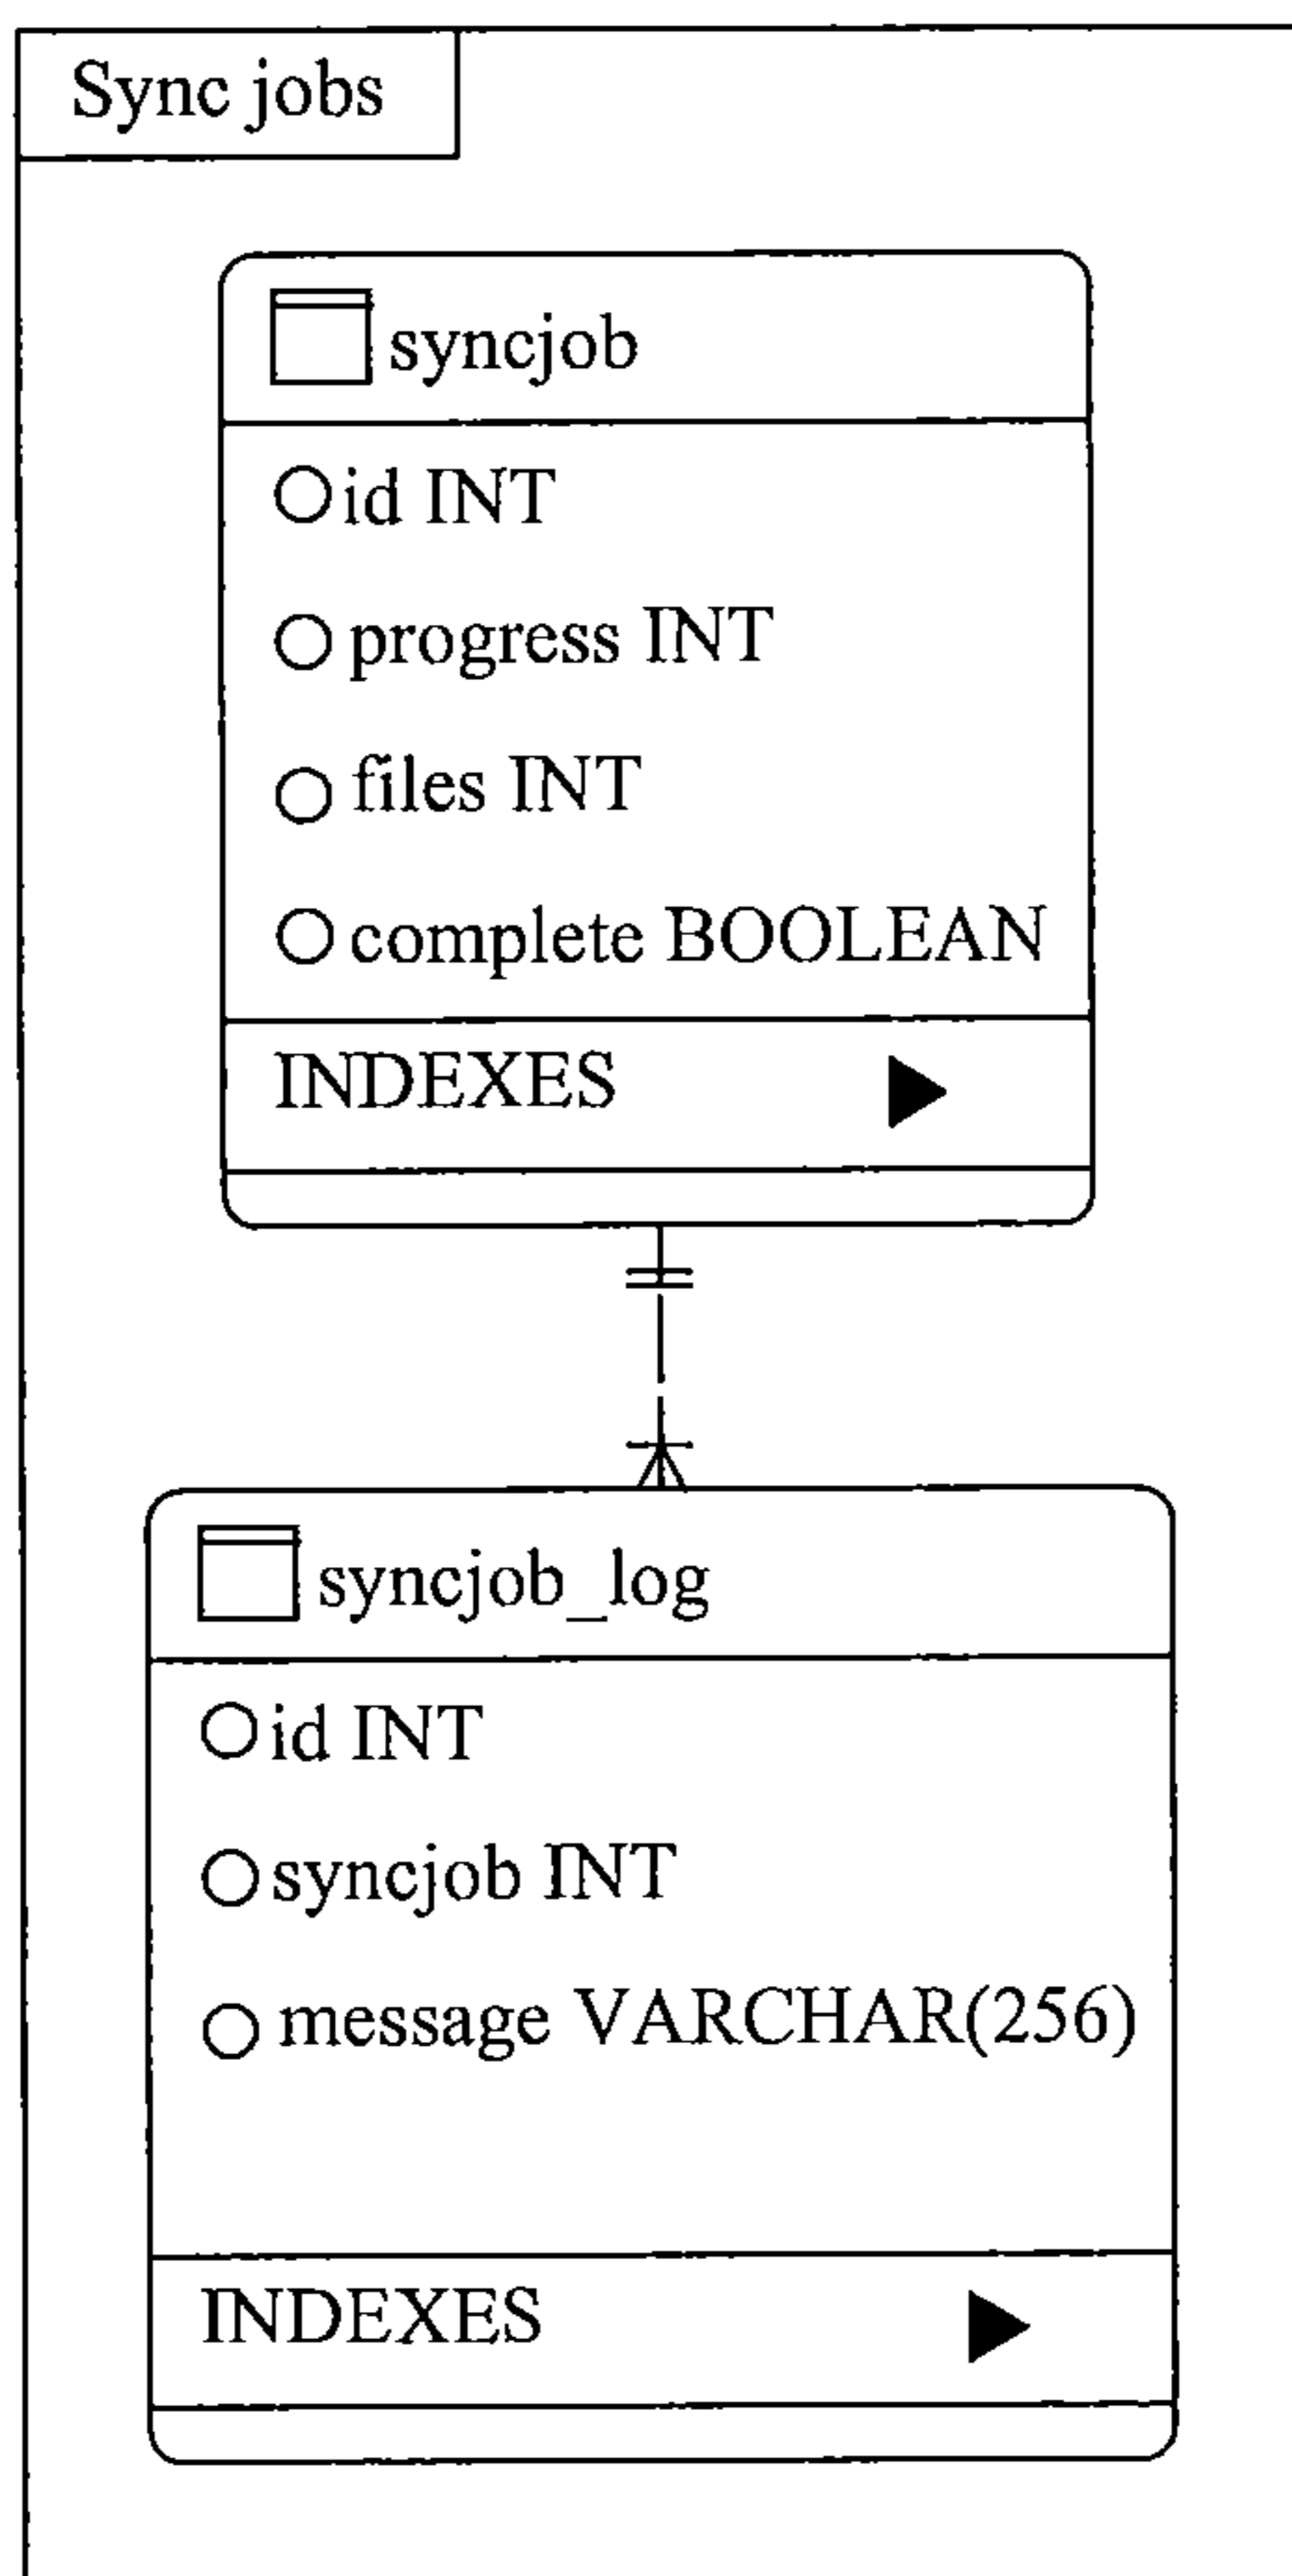 Sync jobs
syncjob
id INT
progress INT
files INT
complete BOOLEAN
INDEXES
syncjob_log
id INT
syncjob INT
message VARCHAR(256)
INDEXES